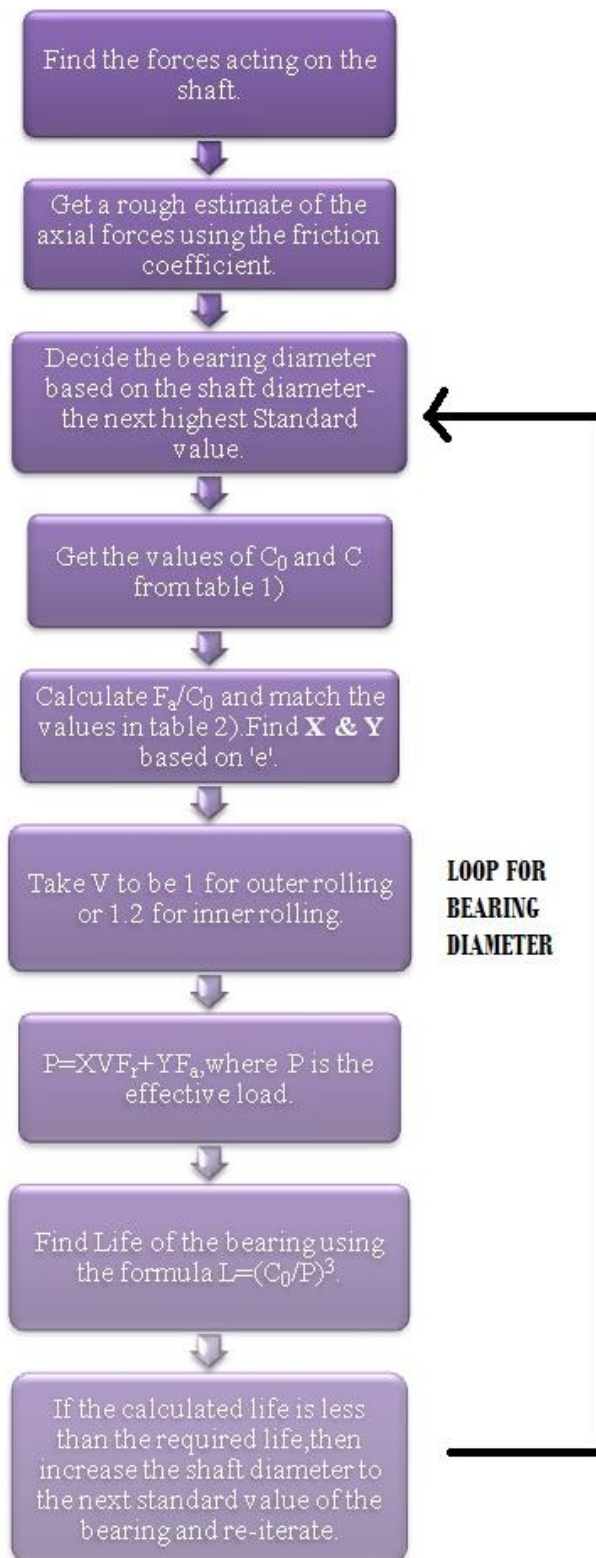 Find the forces acting on the
shaft.
Get a rough estimate of the
axial forces using the friction
coefficient.
Decide the bearing diameter
based on the shaft diameter-
the next highest Standard
value.
Get the values of C₀ and C
from table 1)
Calculate Fₐ/C₀ and match the
values in table 2).Find X & Y
based on 'e'.
Take V to be 1 for outer rolling
or 1.2 for inner rolling.
LOOP FOR
BEARING
DIAMETER
P=XVFᵣ+YFₐ,where P is the
effective load.
Find Life of the bearing using
the formula L=(C₀/P)³.
If the calculated life is less
than the required life,then
increase the shaft diameter to
the next standard value of the
bearing and re-iterate.